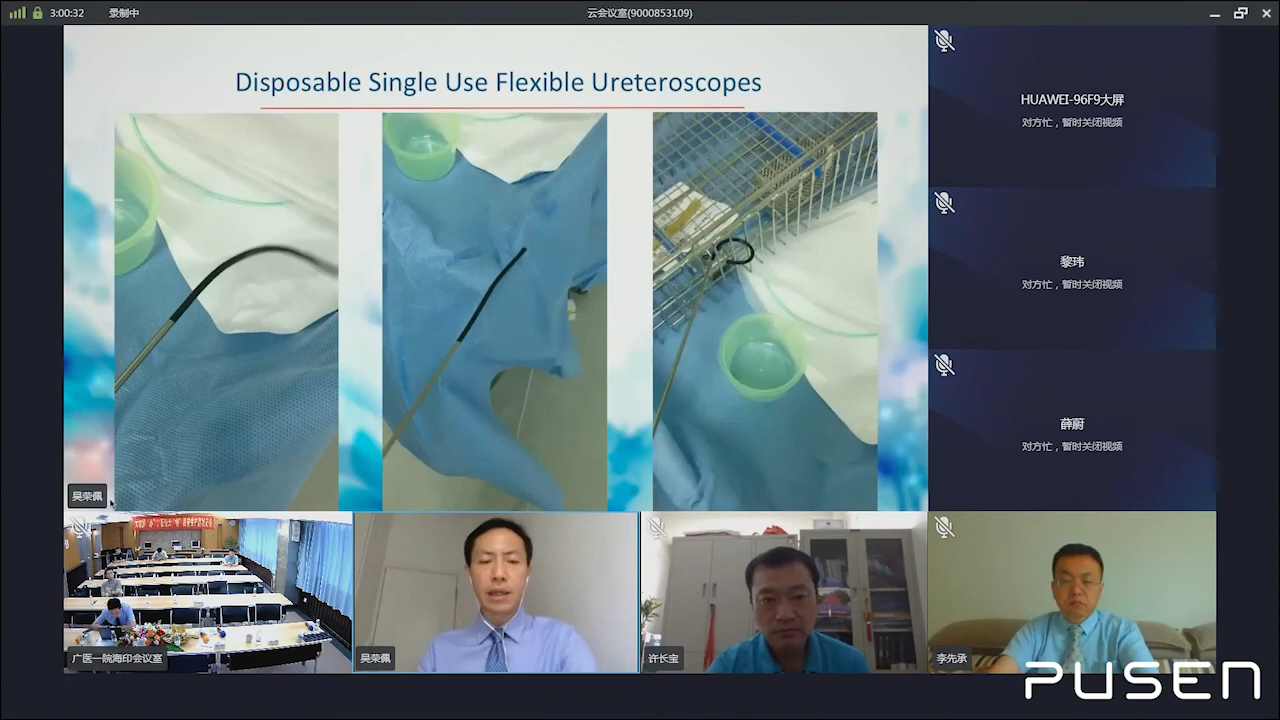 3:00:32
录制中
云会议室(9000853109)
Disposable Single Use Flexible Ureteroscopes
HUAWEI-96F9大屏
对方忙，暂时关闭视频
黎玮
对方忙，暂时关闭视频
薛蔚
对方忙，暂时关闭视频
吴荣佩
广医一院海印会议室
吴荣佩
许长宝
李先承
PUSEN